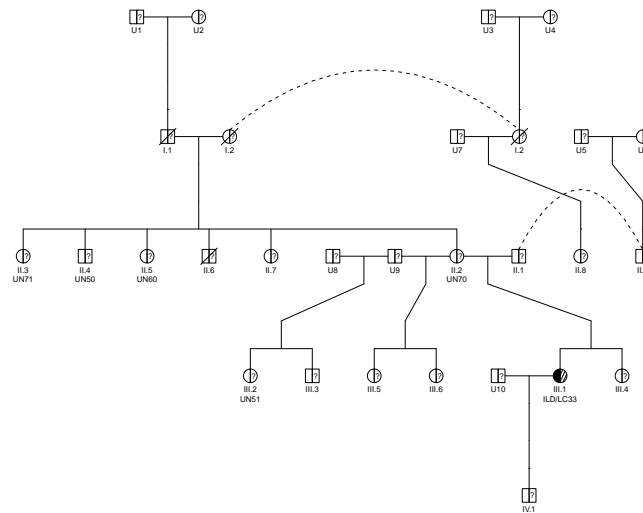 ? ? ? ?
U1 U2 U3 U4
? ? ? ? ?
I.1 I.2 U7 I.2 U5 U
? ? ? ? ? ? ? ? ? ?
II.3 II.4 II.5 II.6 II.7 U8 U9 II.2 II.1 II.8 II.
UN71 UN50 UN60 UN70
? ? ? ? ? ?
III.2 III.3 III.5 III.6 U10 III.1 III.4
UN51 ILD/LC33
?
IV.1